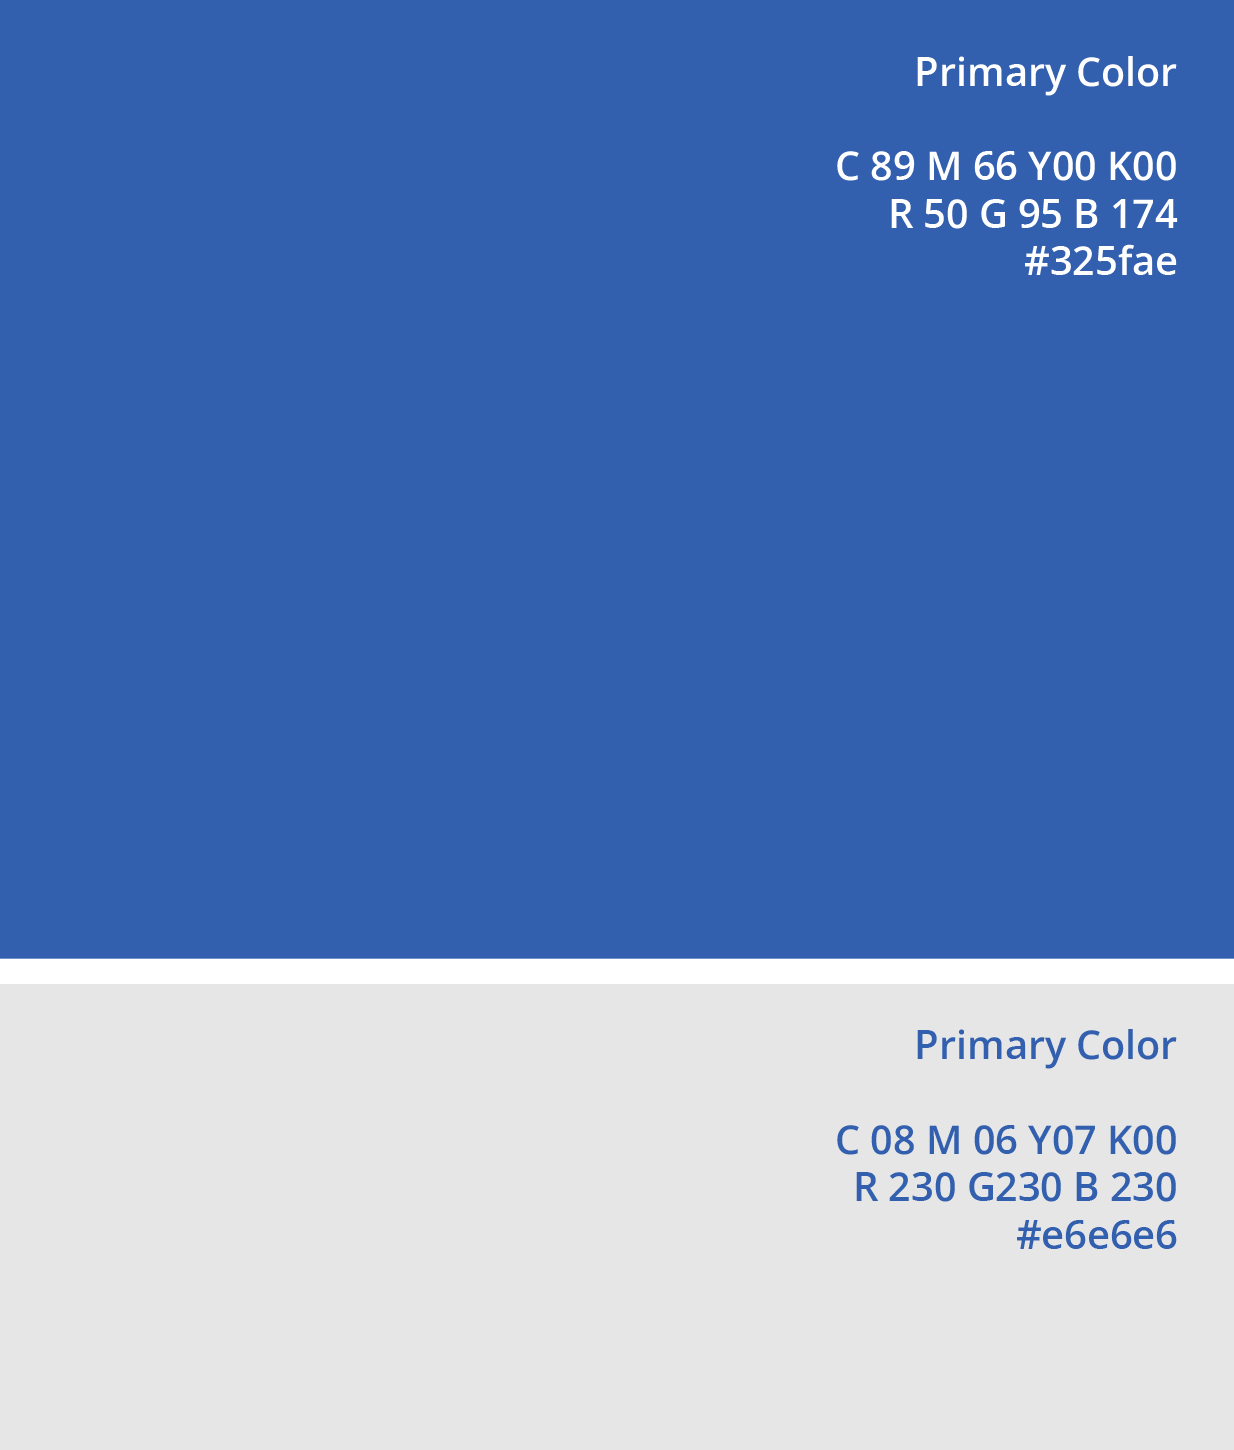 Primary Color
C 89 M 66 Y00 K00
R 50 G 95 B 174
#325fae
Primary Color
C 08 M 06 Y07 K00
R 230 G230 B 230
#e6e6e6